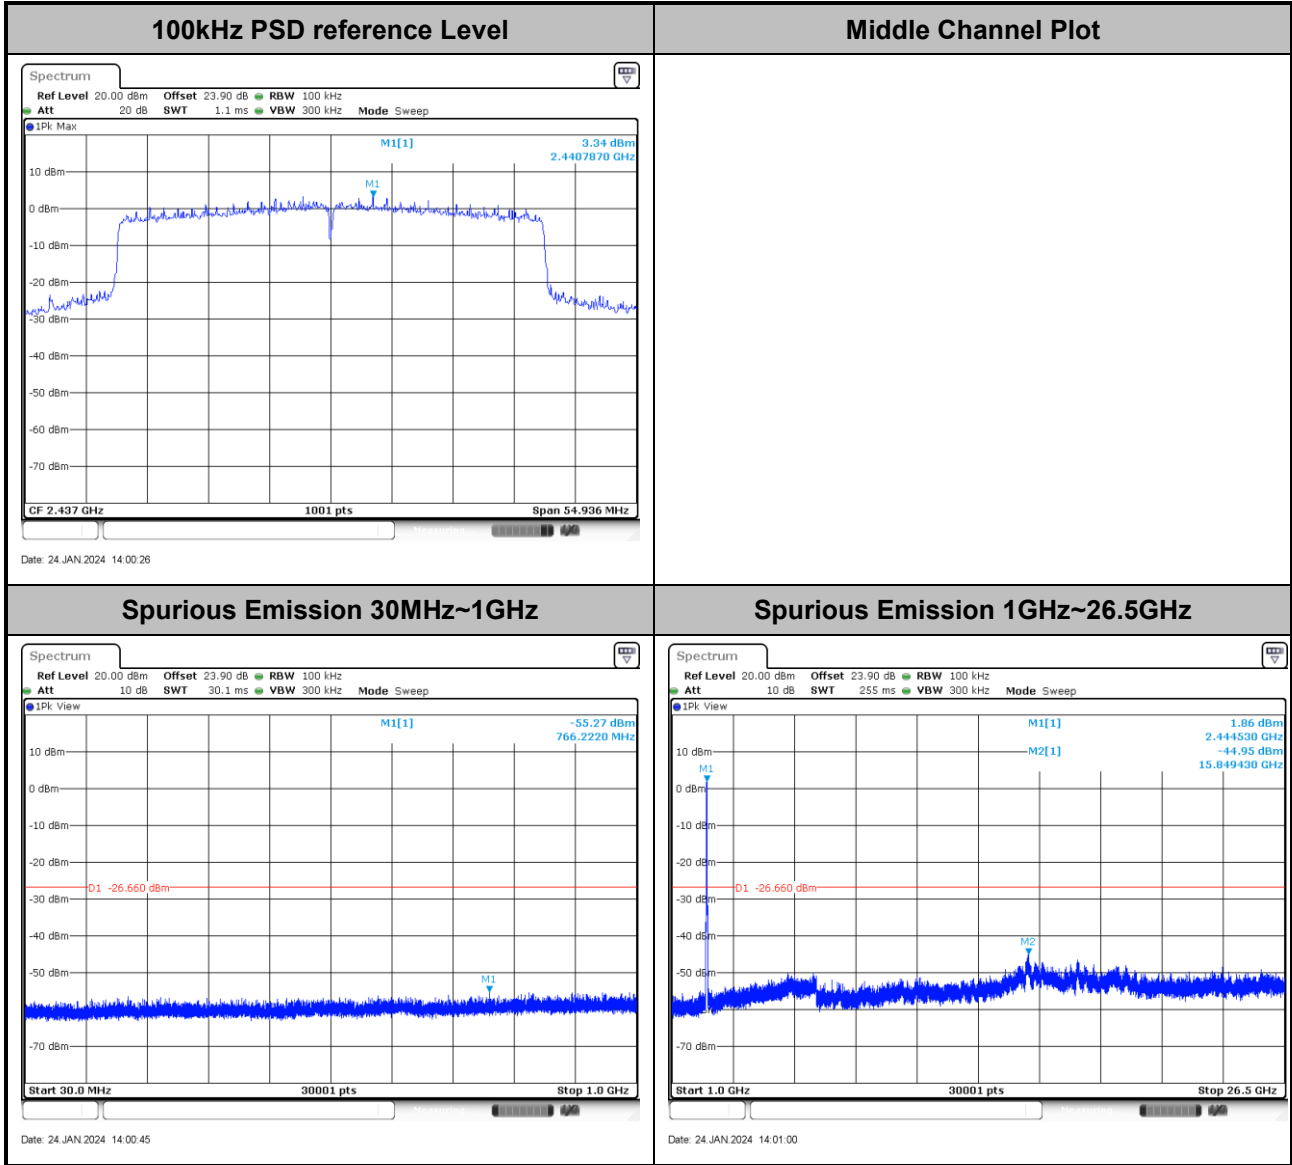 100kHz PSD reference Level
Middle Channel Plot
Spectrum
Ref Level 20.00 dBm Offset 23.90 dB RBW 100 kHz
Att 20 dB SWT 1.1 ms VBW 300 kHz Mode Sweep
1Pk Max
M1[1] 3.34 dBm
2.4407870 GHz
10 dBm
M1
0 dBm
-10 dBm
-20 dBm
-30 dBm
-40 dBm
-50 dBm
-60 dBm
-70 dBm
CF 2.437 GHz 1001 pts Span 54.936 MHz
Measuring...
Date: 24.JAN.2024 14:00:26
Spurious Emission 30MHz~1GHz
Spurious Emission 1GHz~26.5GHz
Spectrum
Ref Level 20.00 dBm Offset 23.90 dB RBW 100 kHz
Att 10 dB SWT 30.1 ms VBW 300 kHz Mode Sweep
1Pk View
M1[1] -55.27 dBm
766.2220 MHz
10 dBm
0 dBm
-10 dBm
-20 dBm
D1 -26.660 dBm
-30 dBm
-40 dBm
-50 dBm
M1
-70 dBm
Start 30.0 MHz 30001 pts Stop 1.0 GHz
Measuring...
Date: 24.JAN.2024 14:00:45
Spectrum
Ref Level 20.00 dBm Offset 23.90 dB RBW 100 kHz
Att 10 dB SWT 255 ms VBW 300 kHz Mode Sweep
1Pk View
M1[1] 1.86 dBm
2.444530 GHz
10 dBm
M2[1] -44.95 dBm
15.849430 GHz
M1
0 dBm
-10 dBm
-20 dBm
D1 -26.660 dBm
-30 dBm
-40 dBm
M2
-50 dBm
-70 dBm
Start 1.0 GHz 30001 pts Stop 26.5 GHz
Measuring...
Date: 24.JAN.2024 14:01:00